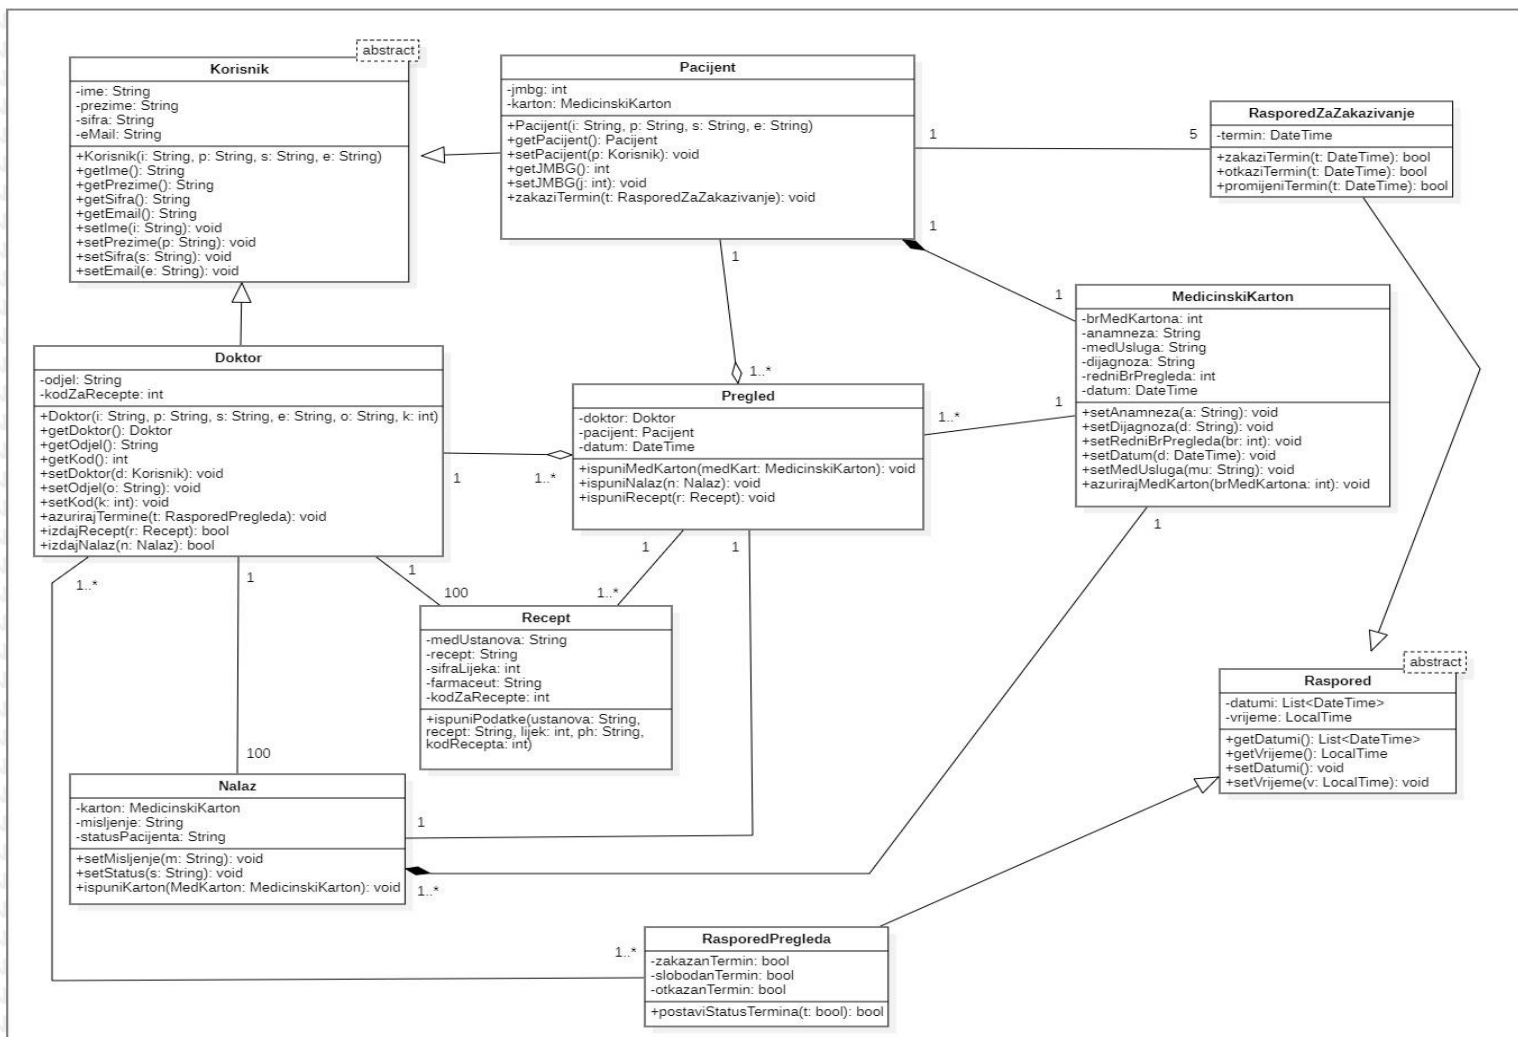 abstract
Korisnik
-ime: String
-prezime: String
-sifra: String
-eMail: String
+Korisnik(i: String, p: String, s: String, e: String)
+getIme(): String
+getPrezime(): String
+getSifra(): String
+getEmail(): String
+setIme(i: String): void
+setPrezime(p: String): void
+setSifra(s: String): void
+setEmail(e: String): void
Pacijent
-jmbg: int
-karton: MedicinskiKarton
+Pacijent(i: String, p: String, s: String, e: String)
+getPacijent(): Pacijent
+setPacijent(p: Korisnik): void
+getJMBG(): int
+setJMBG(j: int): void
+zakaziTermin(t: RasporedZaZakazivanje): void
1
5
RasporedZaZakazivanje
-termin: DateTime
+zakaziTermin(t: DateTime): bool
+otkaziTermin(t: DateTime): bool
+promijeniTermin(t: DateTime): bool
1
1
1
1..*
MedicinskiKarton
-brMedKartona: int
-anamneza: String
-medUsluga: String
-dijagnoza: String
-redniBrPregleda: int
-datum: DateTime
+setAnamneza(a: String): void
+setDijagnoza(d: String): void
+setRedniBrPregleda(br: int): void
+setDatum(d: DateTime): void
+setMedUsluga(mu: String): void
+azurirajMedKarton(brMedKartona: int): void
Doktor
-odjel: String
-kodZaRecepte: int
+Doktor(i: String, p: String, s: String, e: String, o: String, k: int)
+getDoktor(): Doktor
+getOdjel(): String
+getKod(): int
+setDoktor(d: Korisnik): void
+setOdjel(o: String): void
+setKod(k: int): void
+azurirajTermine(t: RasporedPregleda): void
+izdajRecept(r: Recept): bool
+izdajNalaz(n: Nalaz): bool
1
1..*
Pregled
-doktor: Doktor
-pacijent: Pacijent
-datum: DateTime
+ispuniMedKarton(medKart: MedicinskiKarton): void
+ispuniNalaz(n: Nalaz): void
+ispuniRecept(r: Recept): void
1..*
1
1
1
1
1..*
1
1
100
1..*
Recept
-medUstanova: String
-recept: String
-sifraLijeka: int
-farmaceut: String
-kodZaRecepte: int
+ispuniPodatke(ustanova: String,
recept: String, lijek: int, ph: String,
kodRecepta: int)
abstract
Raspored
-datumi: List<DateTime>
-vrijeme: LocalTime
+getDatumi(): List<DateTime>
+getVrijeme(): LocalTime
+setDatumi(): void
+setVrijeme(v: LocalTime): void
100
Nalaz
-karton: MedicinskiKarton
-misljenje: String
-statusPacijenta: String
+setMisljenje(m: String): void
+setStatus(s: String): void
+ispuniKarton(MedKarton: MedicinskiKarton): void
1
1..*
1..*
RasporedPregleda
-zakazanTermin: bool
-slobodanTermin: bool
-otkazanTermin: bool
+postaviStatusTermina(t: bool): bool